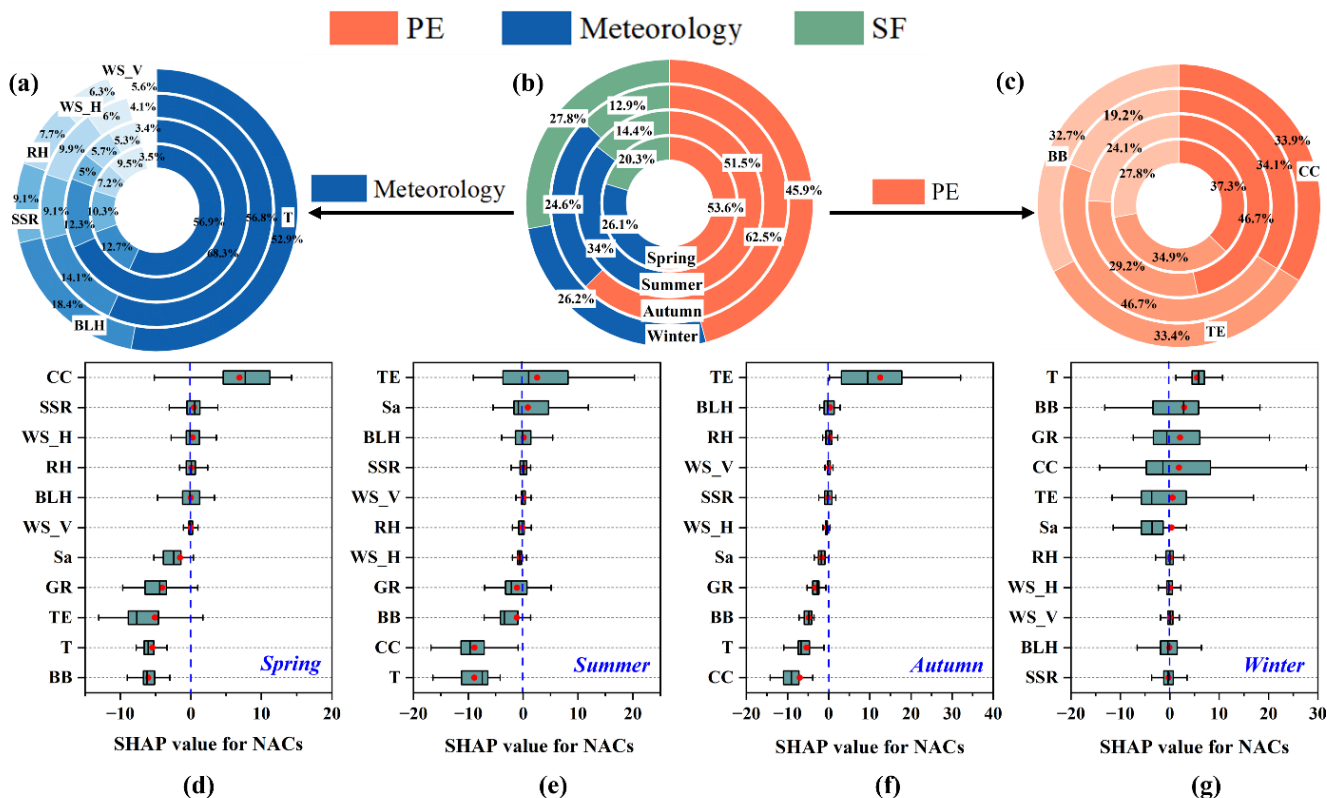 PE Meteorology SF
(a)
WS_V
6.3%
5.6%
WS_H
6%
4.1%
7.7%
9.9%
5.3%
3.4%
RH
5.7%
9.5%
3.5%
5%
7.2%
9.1%
SSR
9.1%
12.3%
10.3%
56.9%
56.8%
T
12.7%
68.3%
52.9%
14.1%
18.4%
BLH
Meteorology
(b)
27.8%
12.9%
14.4%
20.3%
51.5%
45.9%
24.6%
26.1%
53.6%
34%
62.5%
26.2%
Spring
Summer
Autumn
Winter
PE
(c)
32.7%
19.2%
33.9%
BB
24.1%
34.1%
CC
27.8%
37.3%
46.7%
34.9%
29.2%
46.7%
TE
33.4%
CC
SSR
WS_H
RH
BLH
WS_V
Sa
GR
TE
T
BB
Spring
−10 0 10 20
SHAP value for NACs
(d)
TE
Sa
BLH
SSR
WS_V
RH
WS_H
GR
BB
CC
T
Summer
−20 −10 0 10 20
SHAP value for NACs
(e)
TE
BLH
RH
WS_V
SSR
WS_H
Sa
GR
BB
T
CC
Autumn
−20 −10 0 10 20 30 40
SHAP value for NACs
(f)
T
BB
GR
CC
TE
Sa
RH
WS_H
WS_V
BLH
SSR
Winter
−20 −10 0 10 20 30
SHAP value for NACs
(g)